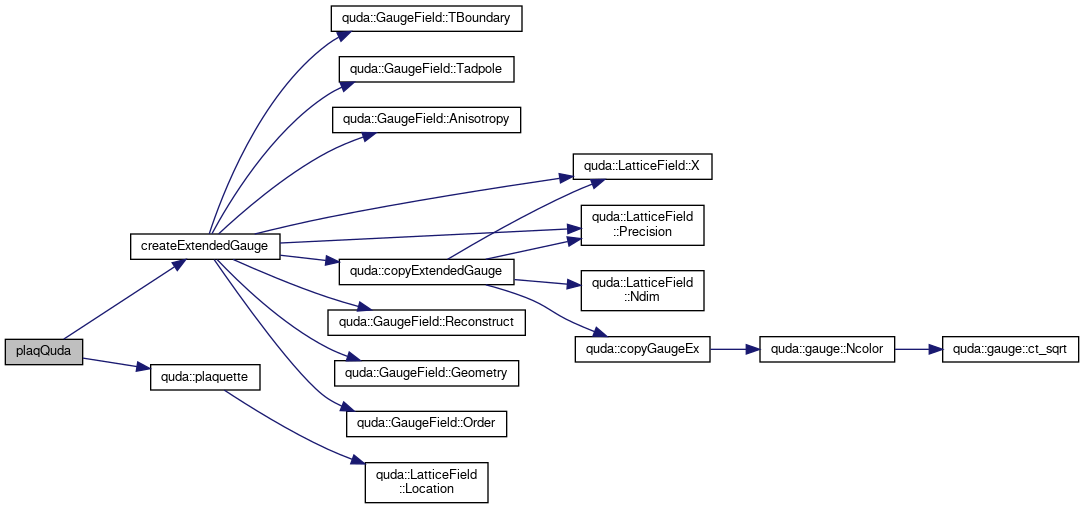 quda::GaugeField::TBoundary
quda::GaugeField::Tadpole
quda::GaugeField::Anisotropy
quda::LatticeField::X
quda::LatticeField
::Precision
createExtendedGauge
quda::copyExtendedGauge
quda::LatticeField
::Ndim
quda::GaugeField::Reconstruct
plaqQuda
quda::copyGaugeEx
quda::gauge::Ncolor
quda::gauge::ct_sqrt
quda::plaquette
quda::GaugeField::Geometry
quda::GaugeField::Order
quda::LatticeField
::Location